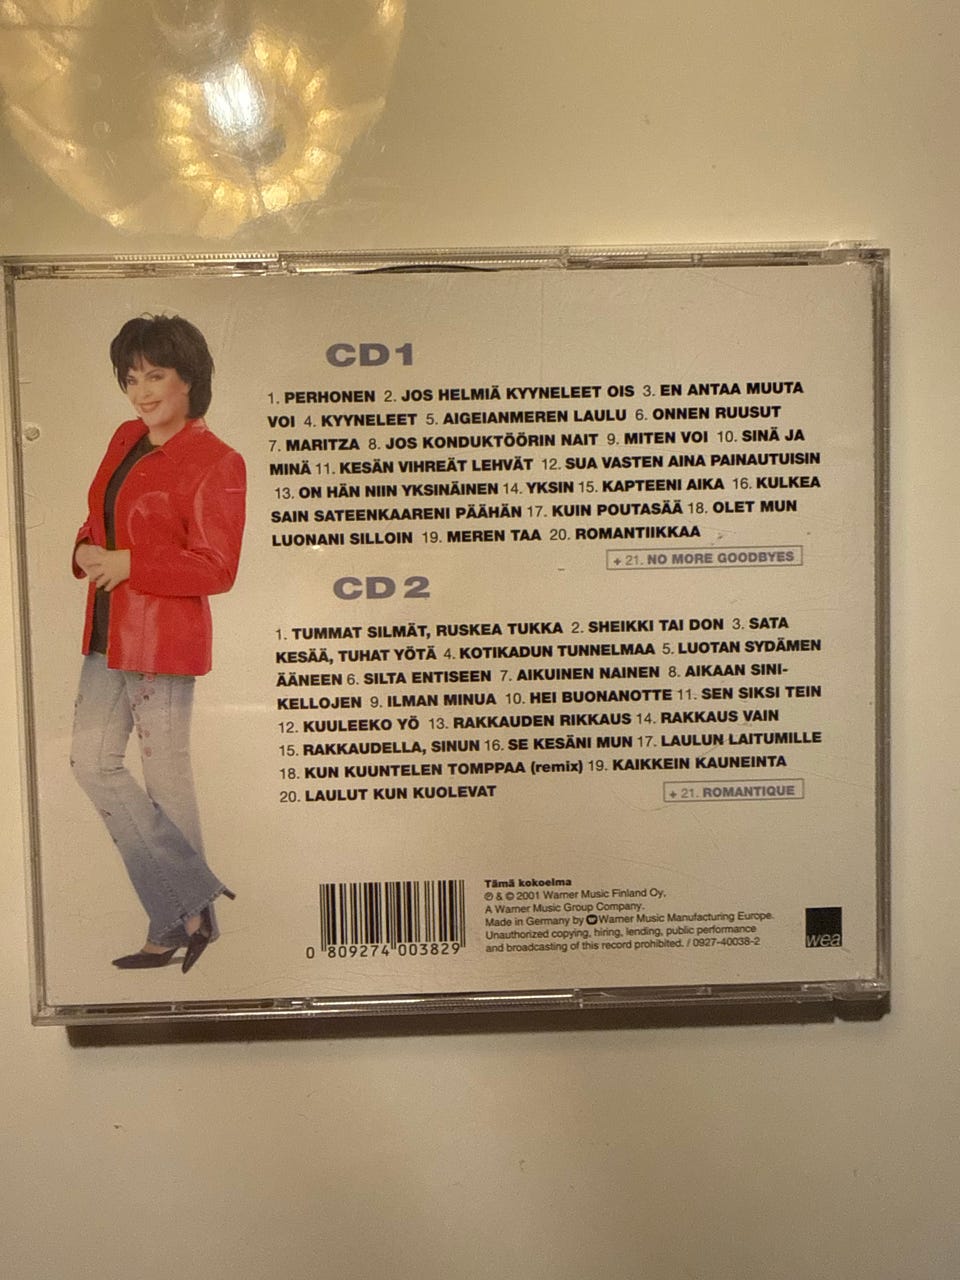 CD 1
1. PERHONEN 2. JOS HELMIÄ KYYNELEET OIS 3. EN ANTAA MUUTA
VOI 4. KYYNELEET 5. AIGEIANMEREN LAULU 6. ONNEN RUUSUT
7. MARITZA 8. JOS KONDUKTÖÖRIN NAIT 9. MITEN VOI 10. SINÄ JA
MINÄ 11. KESÄN VIHREÄT LEHVÄT 12. SUA VASTEN AINA PAINAUTUISIN
13. ON HÄN NIIN YKSINÄINEN 14. YKSIN 15. KAPTEENI AIKA 16. KULKEA
SAIN SATEENKAARENI PÄÄHÄN 17. KUIN POUTASÄÄ 18. OLET MUN
LUONANI SILLOIN 19. MEREN TAA 20. ROMANTIIKKAA
+ 21. NO MORE GOODBYES
CD 2
1. TUMMAT SILMÄT, RUSKEA TUKKA 2. SHEIKKI TAI DON 3. SATA
KESÄÄ, TUHAT YÖTÄ 4. KOTIKADUN TUNNELMAA 5. LUOTAN SYDÄMEN
ÄÄNEEN 6. SILTA ENTISEEN 7. AIKUINEN NAINEN 8. AIKAAN SINI-
KELLOJEN 9. ILMAN MINUA 10. HEI BUONANOTTE 11. SEN SIKSI TEIN
12. KUULEEKO YÖ 13. RAKKAUDEN RIKKAUS 14. RAKKAUS VAIN
15. RAKKAUDELLA, SINUN 16. SE KESÄNI MUN 17. LAULUN LAITUMILLE
18. KUN KUUNTELEN TOMPPAA (remix) 19. KAIKKEIN KAUNEINTA
20. LAULUT KUN KUOLEVAT
+ 21. ROMANTIQUE
Tämä kokoelma
℗ & © 2001 Warner Music Finland Oy.
A Warner Music Group Company.
Made in Germany by Warner Music Manufacturing Europe.
Unauthorized copying, hiring, lending, public performance
and broadcasting of this record prohibited. / 0927-40038-2
0 809274 003829
wea